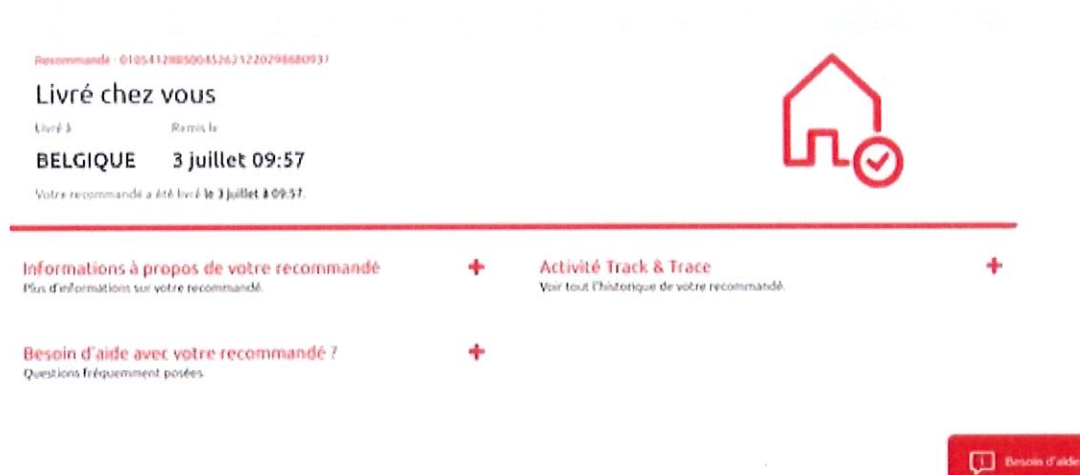 Livré chez vous
Livré à Remis le
BELGIQUE 3 juillet 09:57
Votre recommandé a été livré le 3 juillet à 09:57.
Informations à propos de votre recommandé
Plus d'informations sur votre recommandé.
Activité Track & Trace
Voir tout l'historique de votre recommandé.
Besoin d'aide avec votre recommandé ?
Questions fréquemment posées
Besoin d'aide